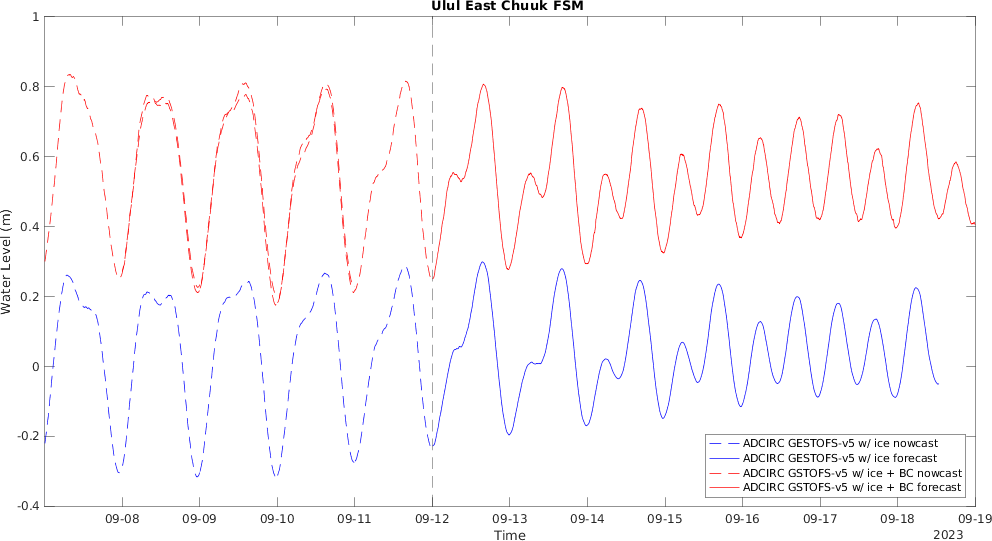 Ulul East Chuuk FSM
1
0.8
0.6
0.4
0.2
0
-0.2
-0.4
Water Level (m)
ADCIRC GESTOFS-v5 w/ ice nowcast
ADCIRC GESTOFS-v5 w/ ice forecast
ADCIRC GSTOFS-v5 w/ ice + BC nowcast
ADCIRC GSTOFS-v5 w/ ice + BC forecast
09-08 09-09 09-10 09-11 09-12 09-13 09-14 09-15 09-16 09-17 09-18 09-19
Time
2023